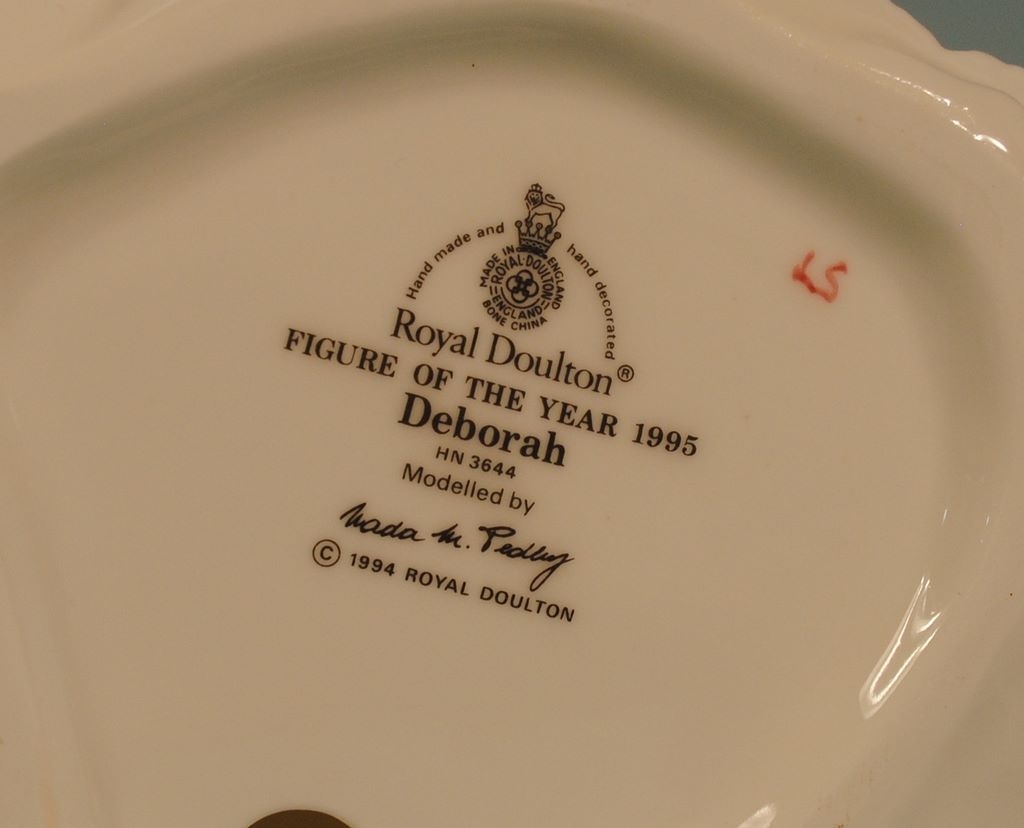 Hand made and hand decorated
MADE IN ENGLAND
ROYAL·DOULTON
ENGLAND
BONE CHINA
Royal Doulton®
FIGURE OF THE YEAR 1995
Deborah
HN 3644
Modelled by
Nada M. Pedley
© 1994 ROYAL DOULTON